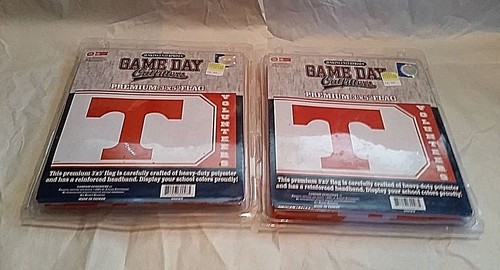 GAME DAY
Outfitters
PREMIUM 3'x5' FLAG
T
VOLUNTEERS
This premium 3'x5' flag is carefully crafted of heavy-duty polyester
and has a reinforced headband. Display your school colors proudly!
GAME DAY
Outfitters
PREMIUM 3'x5' FLAG
T
VOLUNTEERS
This premium 3'x5' flag is carefully crafted of heavy-duty polyester
and has a reinforced headband. Display your school colors proudly!